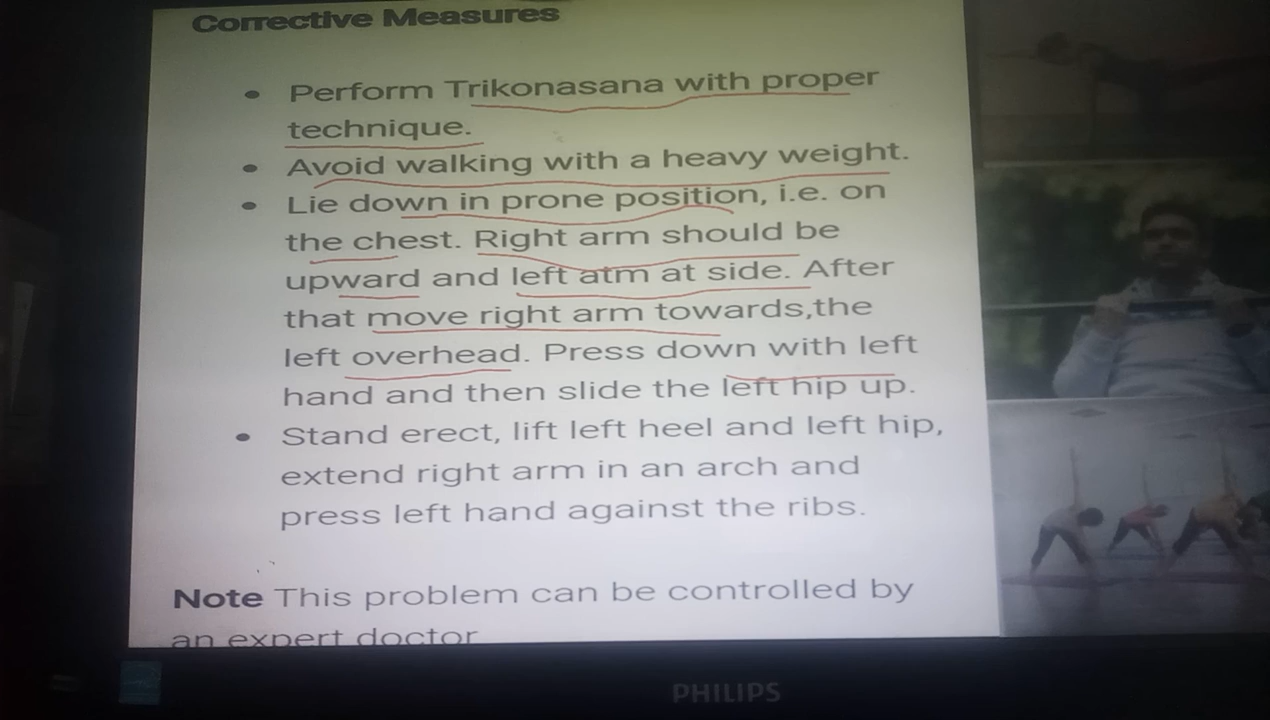 Corrective Measures
• Perform Trikonasana with proper
technique.
• Avoid walking with a heavy weight.
• Lie down in prone position, i.e. on
the chest. Right arm should be
upward and left atm at side. After
that move right arm towards,the
left overhead. Press down with left
hand and then slide the left hip up.
• Stand erect, lift left heel and left hip,
extend right arm in an arch and
press left hand against the ribs.
Note This problem can be controlled by
an expert doctor
PHILIPS